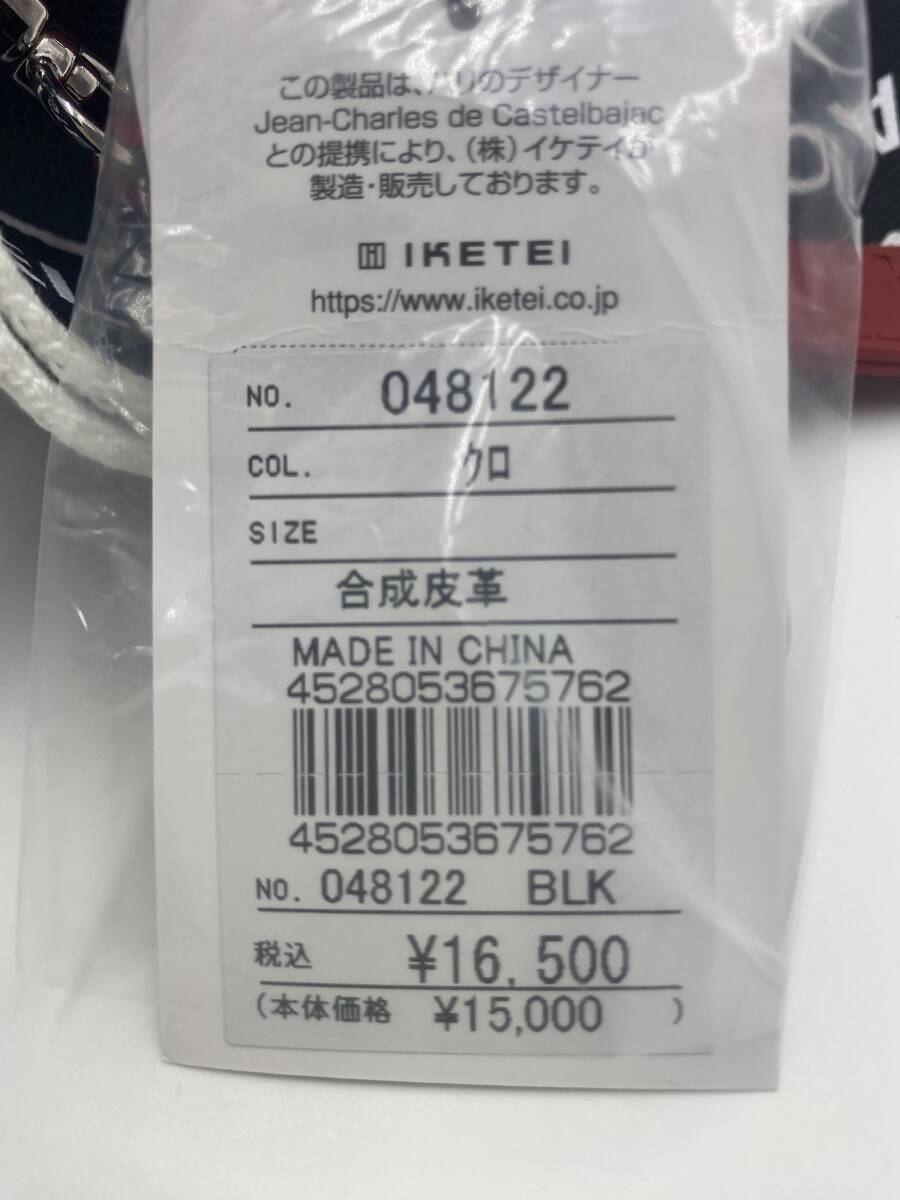 この製品は、パリのデザイナー
Jean-Charles de Castelbajac
との提携により、(株)イケテイが
製造・販売しております。
IKETEI
https://www.iketei.co.jp
NO. 048122
COL. クロ
SIZE
合成皮革
MADE IN CHINA
4528053675762
4528053675762
NO. 048122 BLK
税込 ¥16,500
(本体価格 ¥15,000 )